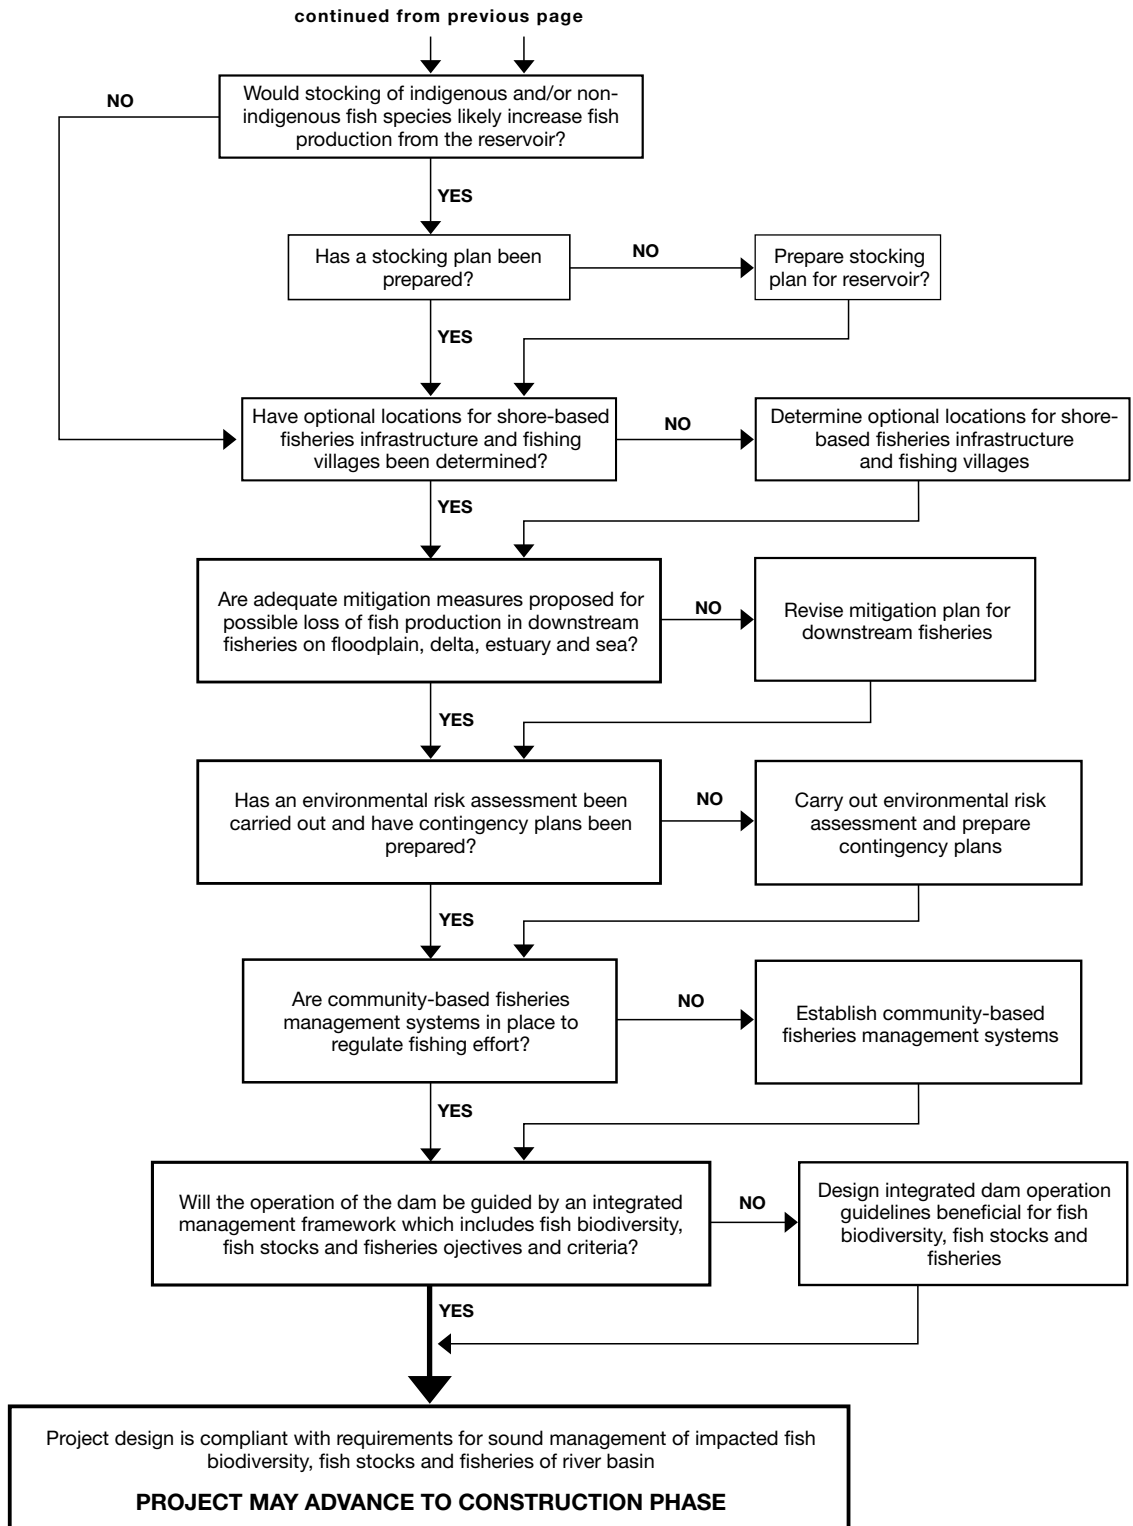 continued from previous page
NO
Would stocking of indigenous and/or non-
indigenous fish species likely increase fish
production from the reservoir?
YES
Has a stocking plan been
prepared?
NO
Prepare stocking
plan for reservoir?
YES
Have optional locations for shore-based
fisheries infrastructure and fishing
villages been determined?
NO
Determine optional locations for shore-
based fisheries infrastructure
and fishing villages
YES
Are adequate mitigation measures proposed for
possible loss of fish production in downstream
fisheries on floodplain, delta, estuary and sea?
NO
Revise mitigation plan for
downstream fisheries
YES
Has an environmental risk assessment been
carried out and have contingency plans been
prepared?
NO
Carry out environmental risk
assessment and prepare
contingency plans
YES
Are community-based fisheries
management systems in place to
regulate fishing effort?
NO
Establish community-based
fisheries management systems
YES
Will the operation of the dam be guided by an integrated
management framework which includes fish biodiversity,
fish stocks and fisheries ojectives and criteria?
NO
Design integrated dam operation
guidelines beneficial for fish
biodiversity, fish stocks and
fisheries
YES
Project design is compliant with requirements for sound management of impacted fish
biodiversity, fish stocks and fisheries of river basin
PROJECT MAY ADVANCE TO CONSTRUCTION PHASE